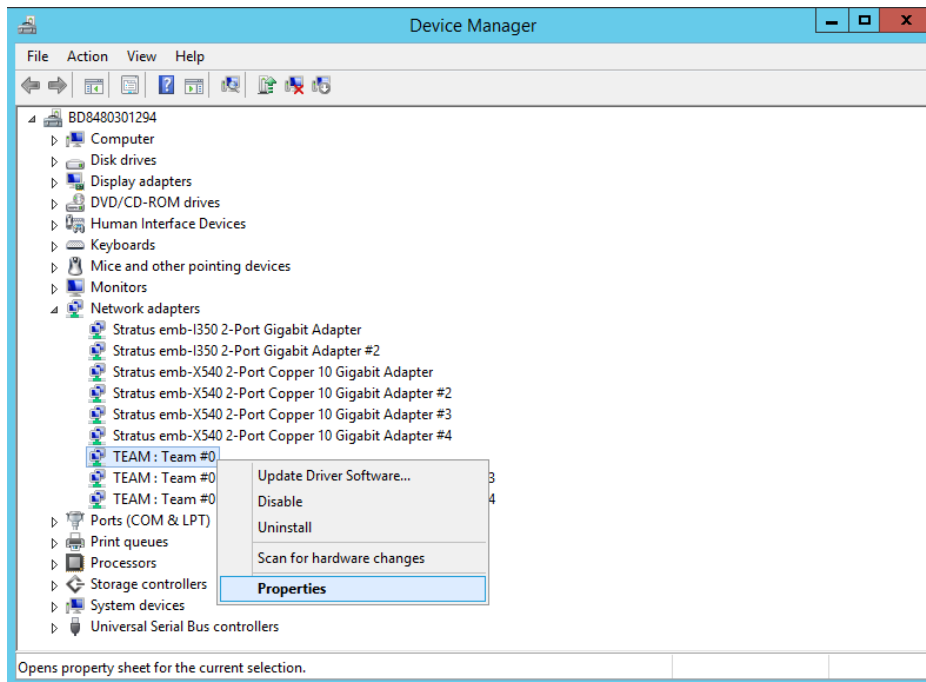 Device Manager
File Action View Help
BD8480301294
Computer
Disk drives
Display adapters
DVD/CD-ROM drives
Human Interface Devices
Keyboards
Mice and other pointing devices
Monitors
Network adapters
Stratus emb-I350 2-Port Gigabit Adapter
Stratus emb-I350 2-Port Gigabit Adapter #2
Stratus emb-X540 2-Port Copper 10 Gigabit Adapter
Stratus emb-X540 2-Port Copper 10 Gigabit Adapter #2
Stratus emb-X540 2-Port Copper 10 Gigabit Adapter #3
Stratus emb-X540 2-Port Copper 10 Gigabit Adapter #4
TEAM : Team #0
TEAM : Team #0 3
TEAM : Team #0 4
Ports (COM & LPT)
Print queues
Processors
Storage controllers
System devices
Universal Serial Bus controllers
Update Driver Software...
Disable
Uninstall
Scan for hardware changes
Properties
Opens property sheet for the current selection.